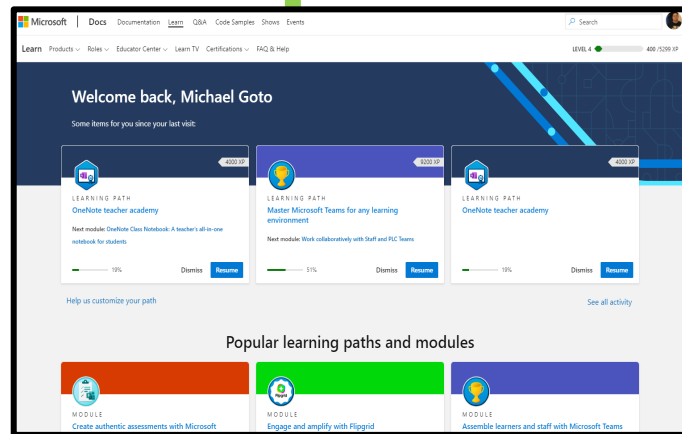 Microsoft Docs Documentation Learn Q&A Code Samples Shows Events Search
Learn Products Roles Educator Center Learn TV Certifications FAQ & Help LEVEL 4 400 /5299 XP
Welcome back, Michael Goto
Some items for you since your last visit:
4000 XP
LEARNING PATH
OneNote teacher academy
Next module: OneNote Class Notebook: A teacher's all-in-one
notebook for students
19% Dismiss Resume
9200 XP
LEARNING PATH
Master Microsoft Teams for any learning
environment
Next module: Work collaboratively with Staff and PLC Teams
51% Dismiss Resume
4000 XP
LEARNING PATH
OneNote teacher academy
19% Dismiss Resume
Help us customize your path See all activity
Popular learning paths and modules
MODULE
Create authentic assessments with Microsoft
Flipgrid
MODULE
Engage and amplify with Flipgrid
MODULE
Assemble learners and staff with Microsoft Teams